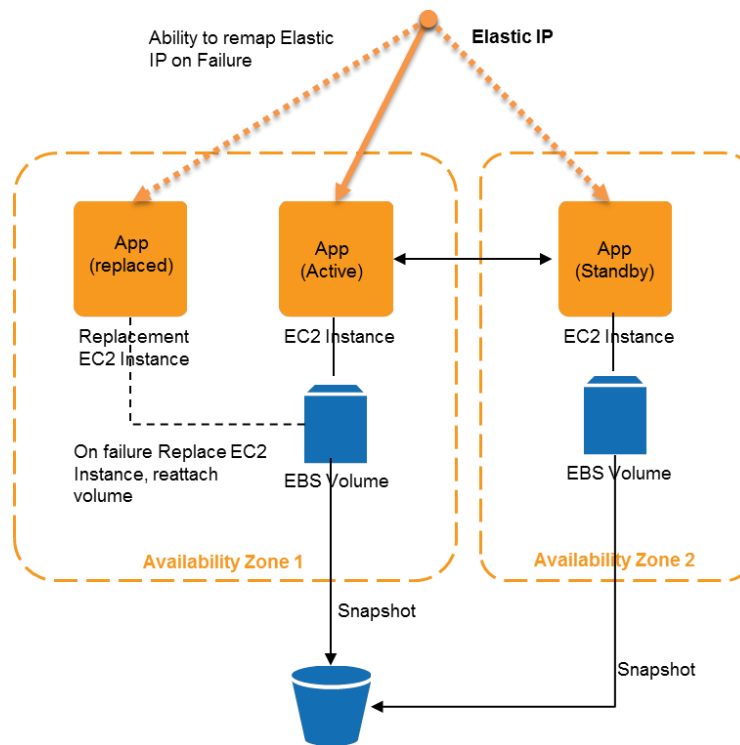 Ability to remap Elastic
IP on Failure
Elastic IP
App
(replaced)
App
(Active)
App
(Standby)
Replacement
EC2 Instance
EC2 Instance
EC2 Instance
On failure Replace EC2
Instance, reattach
volume
EBS Volume
EBS Volume
Availability Zone 1
Availability Zone 2
Snapshot
Snapshot